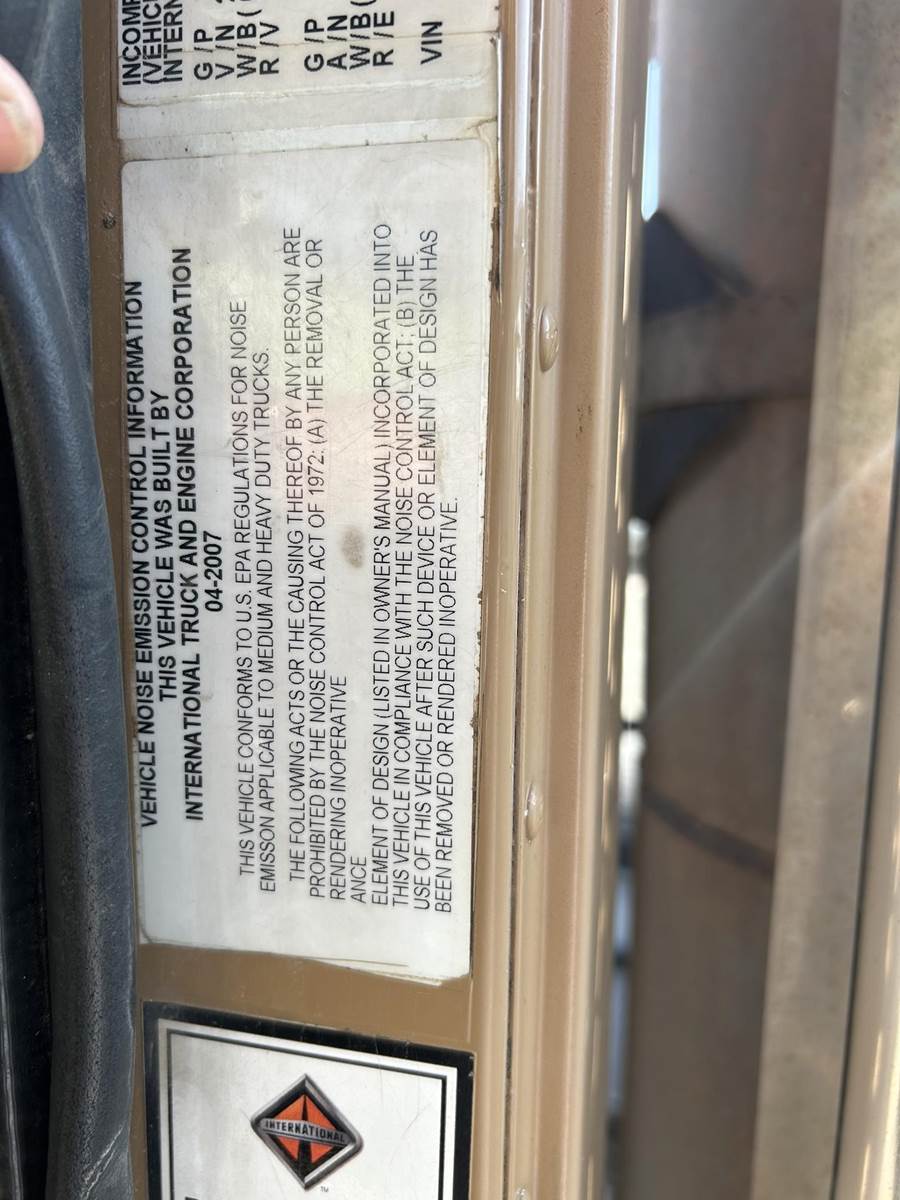 INCOMP
(VEHIC
INTERN
G /P
V /N
W/B(
R /V
G /P
A /N
W/B(
R /E
VIN
VEHICLE NOISE EMISSION CONTROL INFORMATION
THIS VEHICLE WAS BUILT BY
INTERNATIONAL TRUCK AND ENGINE CORPORATION
04-2007
THIS VEHICLE CONFORMS TO U.S. EPA REGULATIONS FOR NOISE
EMISSON APPLICABLE TO MEDIUM AND HEAVY DUTY TRUCKS.
THE FOLLOWING ACTS OR THE CAUSING THEREOF BY ANY PERSON ARE
PROHIBITED BY THE NOISE CONTROL ACT OF 1972: (A) THE REMOVAL OR
RENDERING INOPERATIVE
ANCE
ELEMENT OF DESIGN (LISTED IN OWNER'S MANUAL) INCORPORATED INTO
THIS VEHICLE IN COMPLIANCE WITH THE NOISE CONTROL ACT; (B) THE
USE OF THIS VEHICLE AFTER SUCH DEVICE OR ELEMENT OF DESIGN HAS
BEEN REMOVED OR RENDERED INOPERATIVE.
INTERNATIONAL
TM